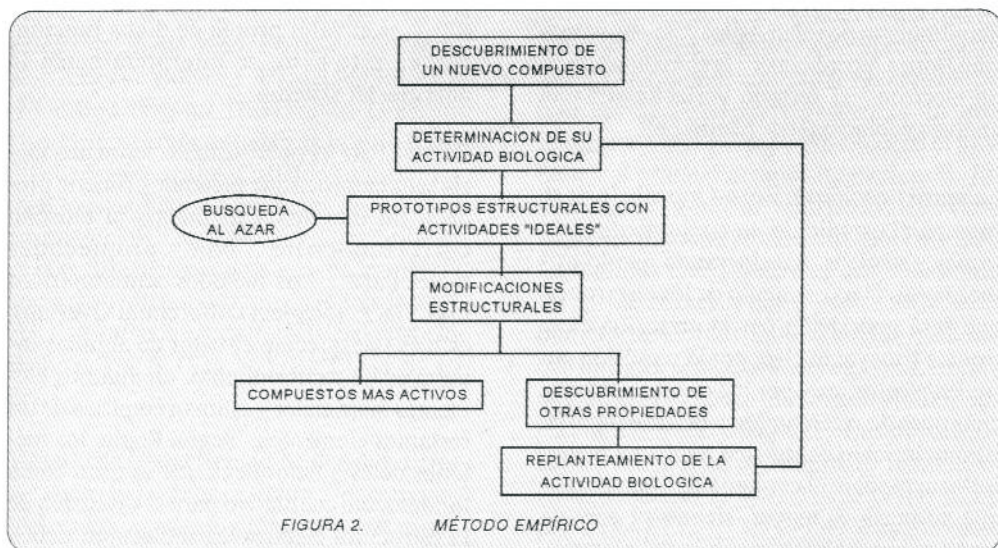 DESCUBRIMIENTO DE
UN NUEVO COMPUESTO
DETERMINACION DE SU
ACTIVIDAD BIOLOGICA
BUSQUEDA
AL AZAR
PROTOTIPOS ESTRUCTURALES CON
ACTIVIDADES "IDEALES"
MODIFICACIONES
ESTRUCTURALES
COMPUESTOS MAS ACTIVOS
DESCUBRIMIENTO DE
OTRAS PROPIEDADES
REPLANTEAMIENTO DE LA
ACTIVIDAD BIOLOGICA
FIGURA 2. MÉTODO EMPÍRICO